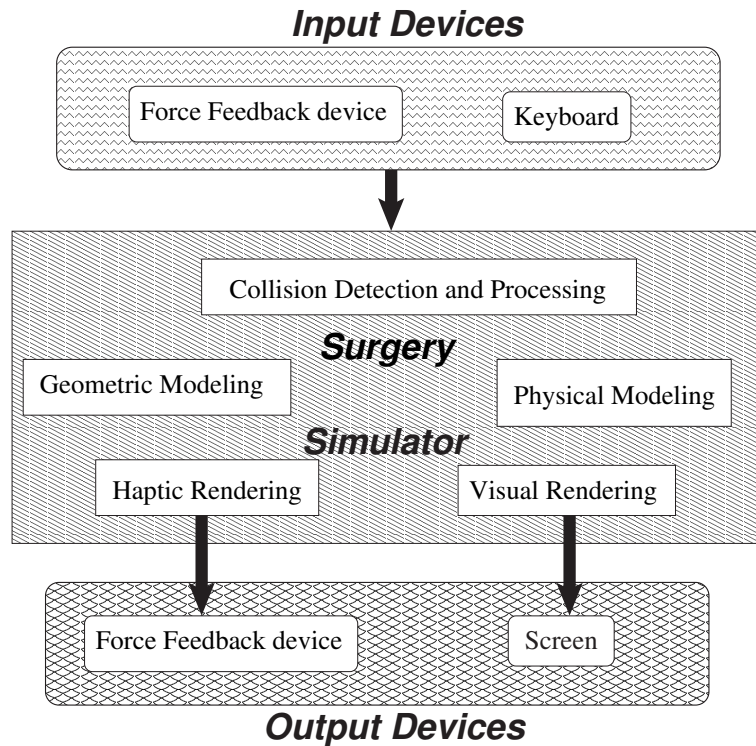 Input Devices
Force Feedback device
Keyboard
Collision Detection and Processing
Surgery
Geometric Modeling
Physical Modeling
Simulator
Haptic Rendering
Visual Rendering
Force Feedback device
Screen
Output Devices